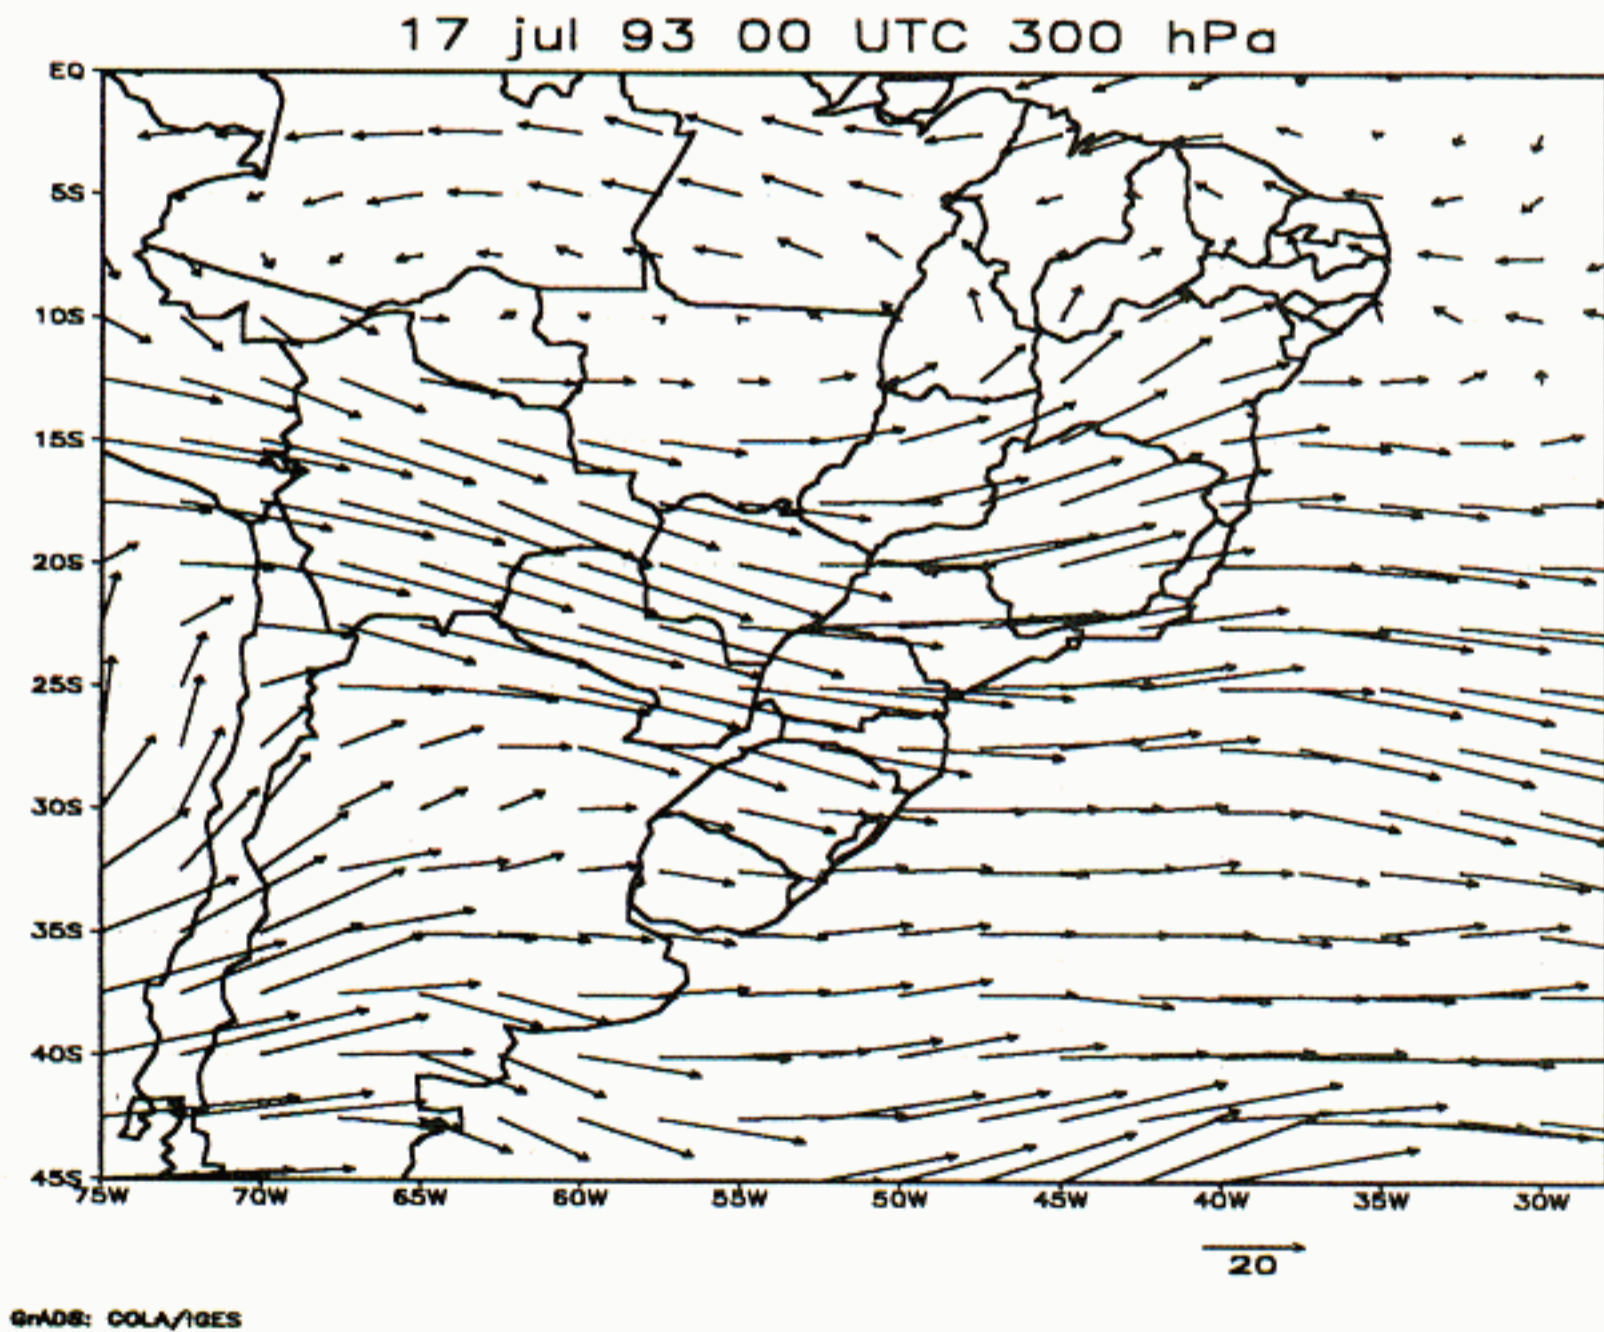 17 jul 93 00 UTC 300 hPa
EQ
5S
10S
15S
20S
25S
30S
35S
40S
45S
75W 70W 65W 60W 55W 50W 45W 40W 35W 30W
20
GrADS: COLA/IGES